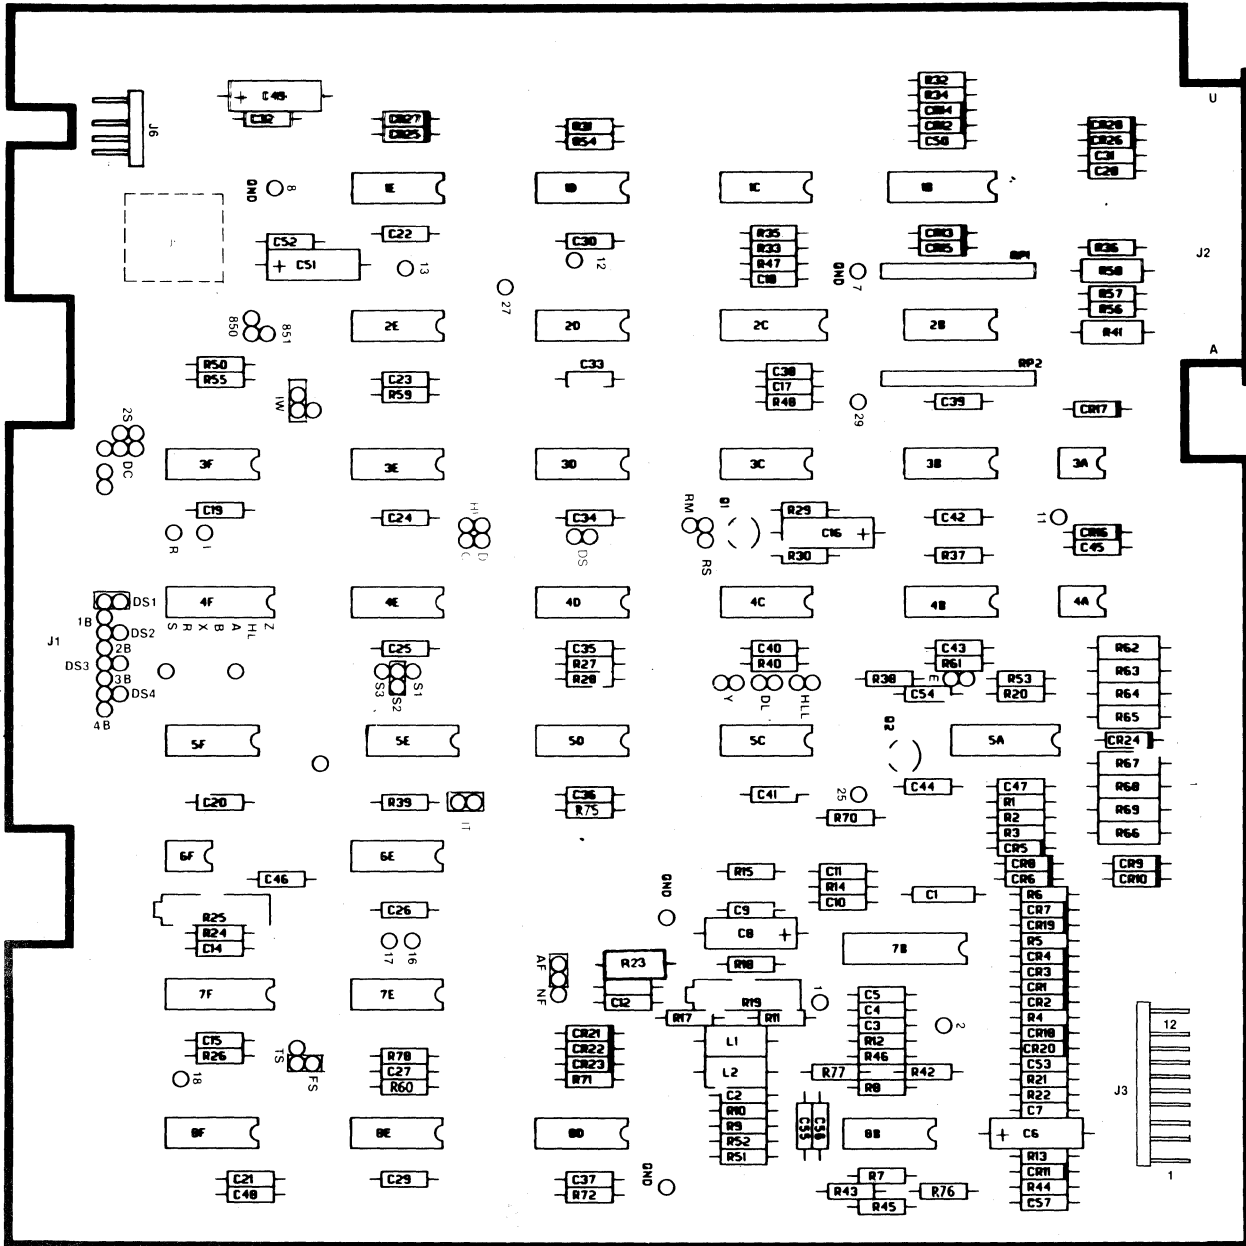 R32
U
C49
R34
J6
CR14
C32
CR27
CR12
CR28
R31
CR25
C50
CR26
R54
C31
C28
GND
8
1E
1D
1C
1B
C22
R35
CR13
C52
C30
R33
CR15
R36
J2
C51
13
12
R47
GND
7
RP1
R58
C18
27
R57
R56
850
851
2E
2D
2C
2B
R41
A
R50
C33
C38
RP2
R55
C23
C17
R59
1W
R48
29
C39
CR17
2S
DC
3F
3E
3D
3C
3B
3A
C19
C24
C34
RM
Q1
R29
C42
11
R
I
DS
C16
CR16
C45
RS
R30
R37
DS1
4F
4E
4D
4C
4B
4A
1B
S
R
X
B
A
HL
Z
J1
DS2
2B
C25
C35
C40
C43
R62
DS3
R27
R40
R61
R63
3B
S3
S1
R28
R38
E
R53
DS4
S2
Y
DL
HLL
C54
R20
R64
4B
R65
5F
5E
5D
5C
Q2
5A
CR24
R67
C20
R39
IT
C36
C41
25
C44
C47
R68
R75
R70
R1
R2
R69
R3
R66
6F
6E
CR5
R15
C11
CR8
CR9
C46
GND
R14
CR6
CR10
C10
C1
R6
R25
C26
C9
CR7
R24
C8
CR19
C14
17
16
R5
7B
AF
R23
R18
CR4
CR3
7F
7E
NF
C12
R19
1
C5
CR1
C4
CR2
R17
R11
C3
2
R4
C15
CR21
L1
R12
CR18
12
R26
TS
R78
CR22
R46
CR20
C27
CR23
L2
R77
R42
C53
18
FS
R60
R71
R8
R21
C2
R22
J3
R10
C7
8F
8E
8D
R9
C55
C56
8B
C6
R52
R51
R13
C21
C29
C37
GND
R7
CR11
1
C48
R72
R43
R76
R44
R45
C57